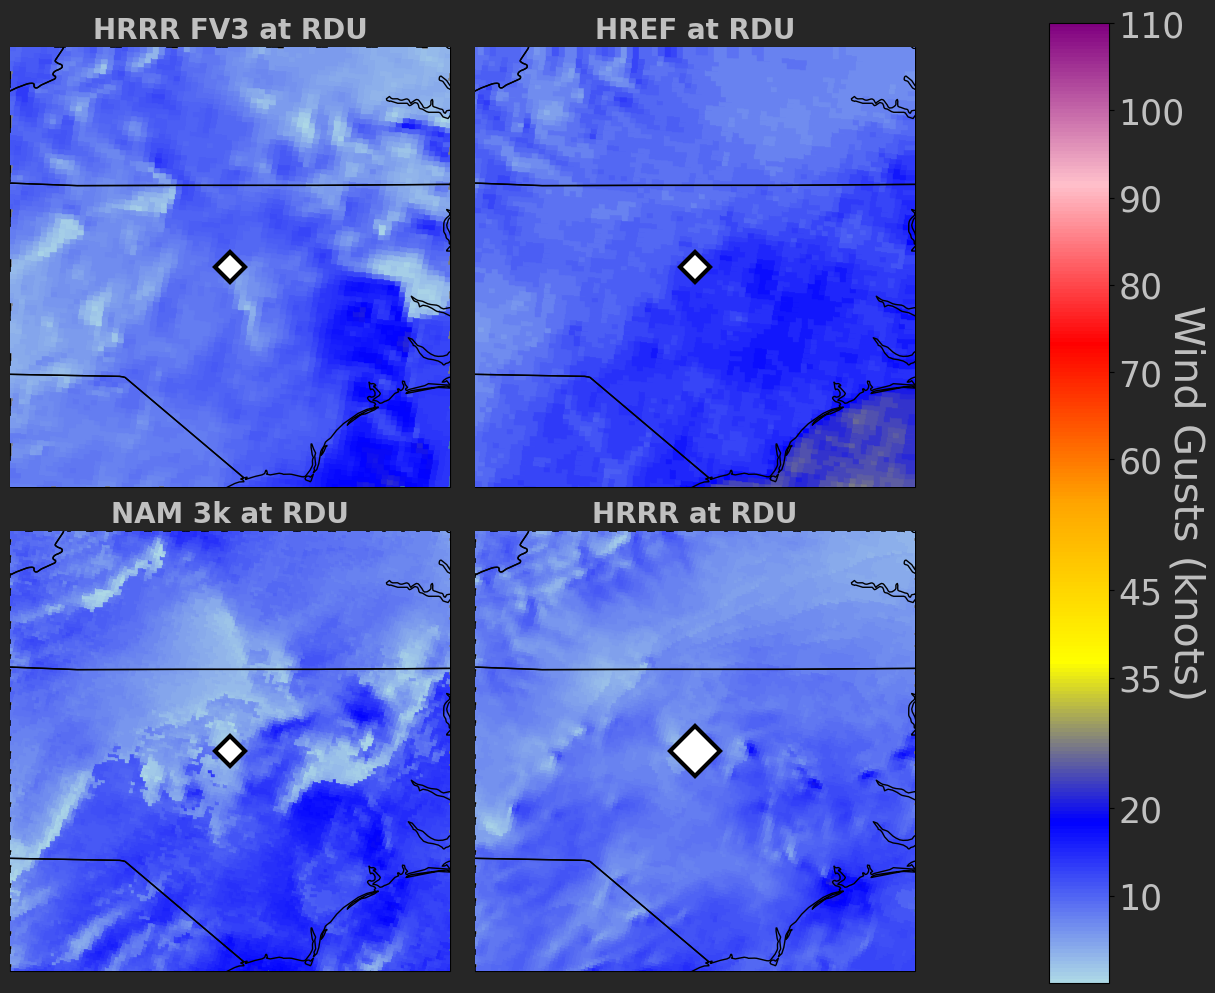 HRRR FV3 at RDU
HREF at RDU
NAM 3k at RDU
HRRR at RDU
110
100
90
80
70
60
45
35
20
10
Wind Gusts (knots)